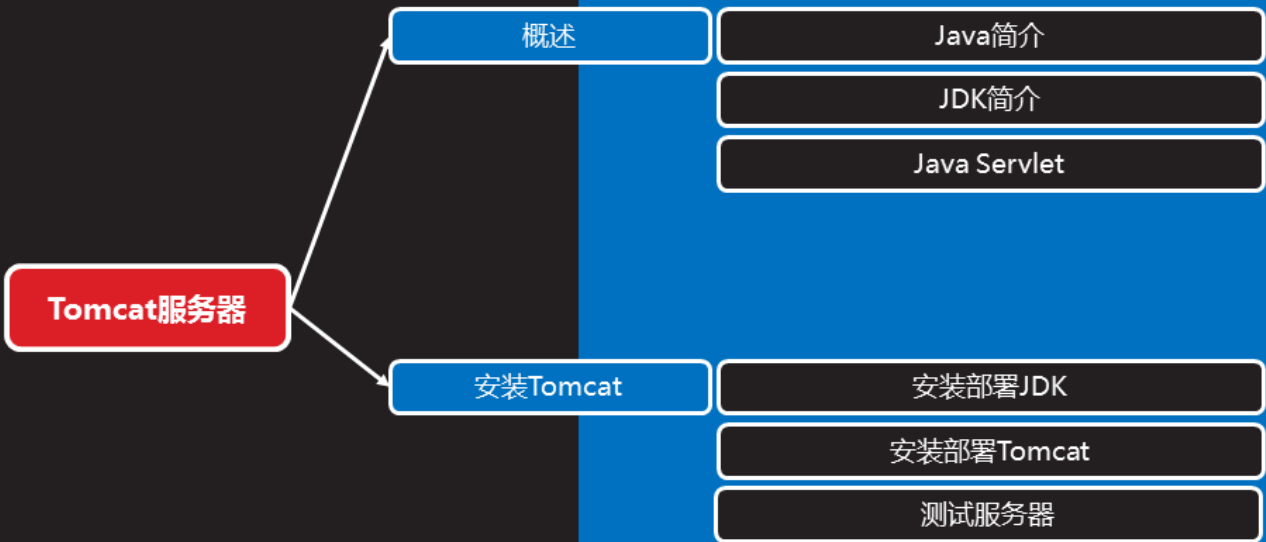 概述
Java简介
JDK简介
Java Servlet
Tomcat服务器
安装Tomcat
安装部署JDK
安装部署Tomcat
测试服务器